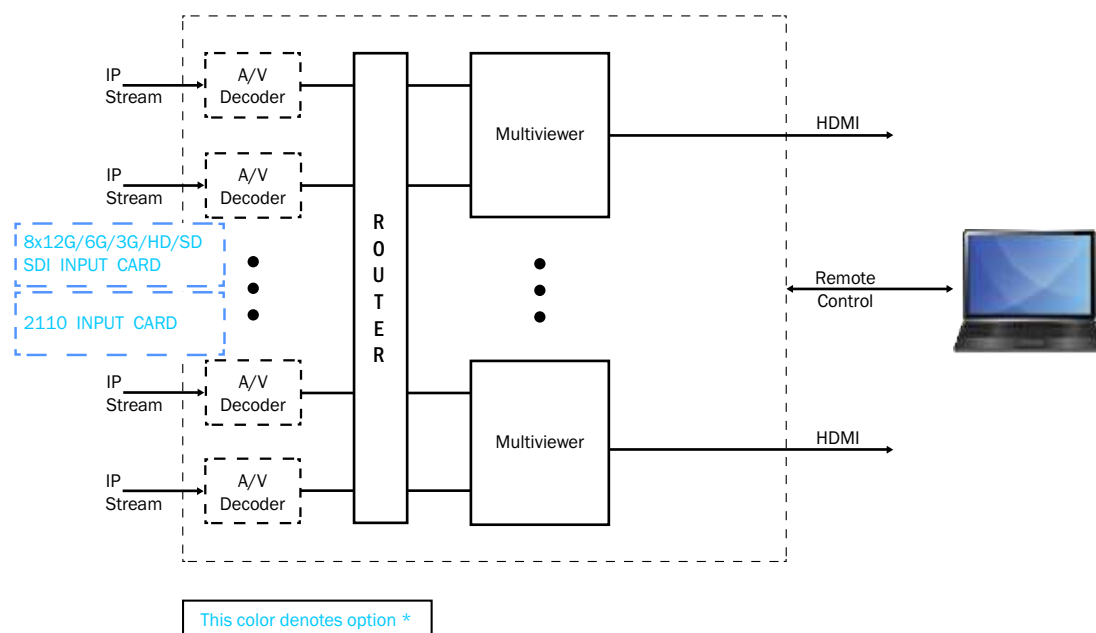 IP
Stream
A/V
Decoder
IP
Stream
A/V
Decoder
8x12G/6G/3G/HD/SD
SDI INPUT CARD
2110 INPUT CARD
IP
Stream
A/V
Decoder
IP
Stream
A/V
Decoder
ROUTER
Multiviewer
Multiviewer
HDMI
Remote
Control
HDMI
This color denotes option *